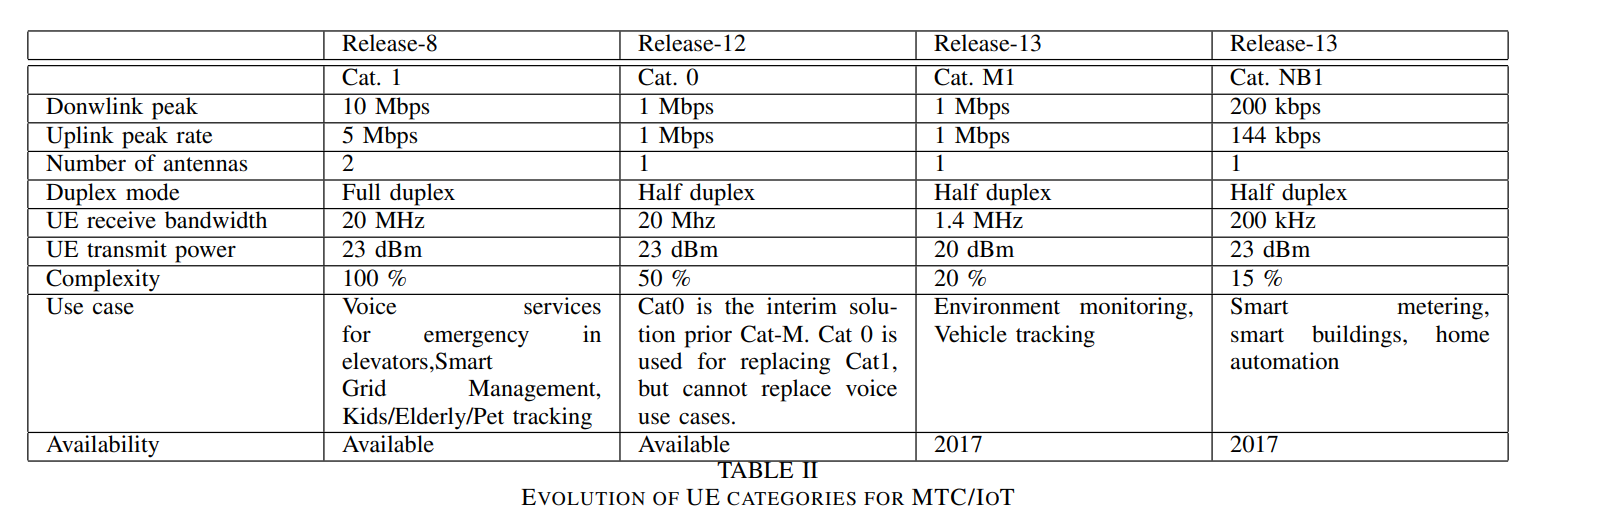 Release-8 Release-12 Release-13 Release-13
Cat. 1 Cat. 0 Cat. M1 Cat. NB1
Donwlink peak 10 Mbps 1 Mbps 1 Mbps 200 kbps
Uplink peak rate 5 Mbps 1 Mbps 1 Mbps 144 kbps
Number of antennas 2 1 1 1
Duplex mode Full duplex Half duplex Half duplex Half duplex
UE receive bandwidth 20 MHz 20 Mhz 1.4 MHz 200 kHz
UE transmit power 23 dBm 23 dBm 20 dBm 23 dBm
Complexity 100 % 50 % 20 % 15 %
Use case Voice services Cat0 is the interim solu- Environment monitoring, Smart metering,
for emergency in tion prior Cat-M. Cat 0 is Vehicle tracking smart buildings, home
elevators,Smart used for replacing Cat1, automation
Grid Management, but cannot replace voice
Kids/Elderly/Pet tracking use cases.
Availability Available Available 2017 2017
TABLE II
EVOLUTION OF UE CATEGORIES FOR MTC/IOT